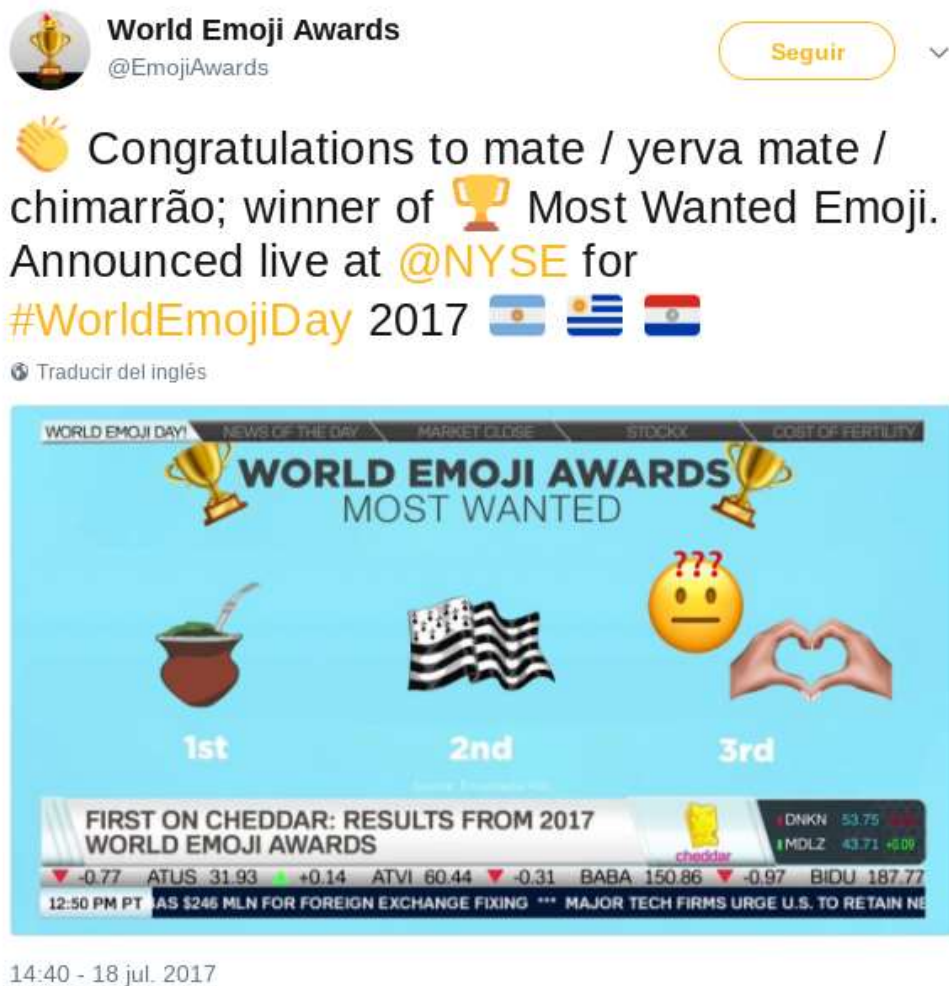 World Emoji Awards
@EmojiAwards
Seguir
👏 Congratulations to mate / yerva mate /
chimarrão; winner of 🏆 Most Wanted Emoji.
Announced live at @NYSE for
#WorldEmojiDay 2017 🇦🇷 🇺🇾 🇵🇾
Traducir del inglés
WORLD EMOJI DAY! NEWS OF THE DAY MARKET CLOSE STOCKX COST OF FERTILITY
WORLD EMOJI AWARDS
MOST WANTED
???
1st 2nd 3rd
FIRST ON CHEDDAR: RESULTS FROM 2017
WORLD EMOJI AWARDS
cheddar
DNKN 53.75
MDLZ 43.71 +0.09
-0.77 ATUS 31.93 +0.14 ATVI 60.44 -0.31 BABA 150.86 -0.97 BIDU 187.77
12:50 PM PT AS $246 MLN FOR FOREIGN EXCHANGE FIXING *** MAJOR TECH FIRMS URGE U.S. TO RETAIN NE
14:40 - 18 jul. 2017